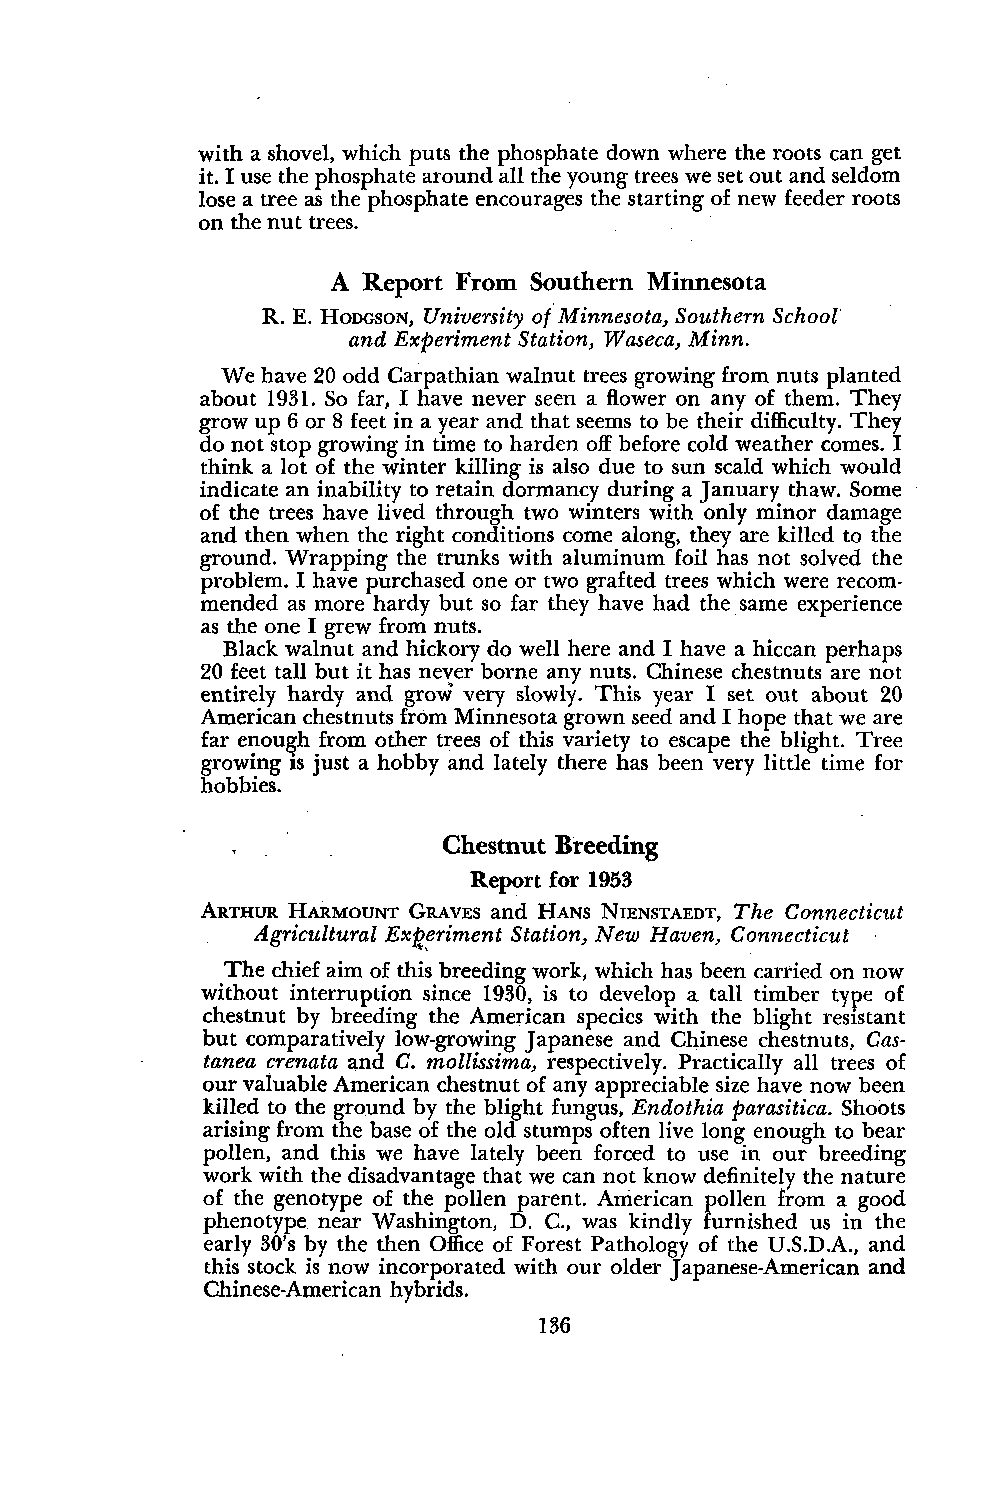 with a shovel, which puts the phosphate down where the roots can get
it. I use the phosphate around all the young trees we set out and seldom
lose a tree as the phosphate encourages the starting of new feeder roots
on the nut trees.
A Report From Southern Minnesota
R. E. HODGSON, University of Minnesota, Southern School
and Experiment Station, Waseca, Minn.
We have 20 odd Carpathian walnut trees growing from nuts planted
about 1931. So far, I have never seen a flower on any of them. They
grow up 6 or 8 feet in a year and that seems to be their difficulty. They
do not stop growing in time to harden off before cold weather comes. I
think a lot of the winter killing is also due to sun scald which would
indicate an inability to retain dormancy during a January thaw. Some
of the trees have lived through two winters with only minor damage
and then when the right conditions come along, they are killed to the
ground. Wrapping the trunks with aluminum foil has not solved the
problem. I have purchased one or two grafted trees which were recom-
mended as more hardy but so far they have had the same experience
as the one I grew from nuts.
Black walnut and hickory do well here and I have a hiccan perhaps
20 feet tall but it has never borne any nuts. Chinese chestnuts are not
entirely hardy and grow very slowly. This year I set out about 20
American chestnuts from Minnesota grown seed and I hope that we are
far enough from other trees of this variety to escape the blight. Tree
growing is just a hobby and lately there has been very little time for
hobbies.
Chestnut Breeding
Report for 1953
ARTHUR HARMOUNT GRAVES and HANS NIENSTAEDT, The Connecticut
Agricultural Experiment Station, New Haven, Connecticut
The chief aim of this breeding work, which has been carried on now
without interruption since 1930, is to develop a tall timber type of
chestnut by breeding the American species with the blight resistant
but comparatively low-growing Japanese and Chinese chestnuts, Cas-
tanea crenata and C. mollissima, respectively. Practically all trees of
our valuable American chestnut of any appreciable size have now been
killed to the ground by the blight fungus, Endothia parasitica. Shoots
arising from the base of the old stumps often live long enough to bear
pollen, and this we have lately been forced to use in our breeding
work with the disadvantage that we can not know definitely the nature
of the genotype of the pollen parent. American pollen from a good
phenotype near Washington, D. C., was kindly furnished us in the
early 30's by the then Office of Forest Pathology of the U.S.D.A., and
this stock is now incorporated with our older Japanese-American and
Chinese-American hybrids.
136